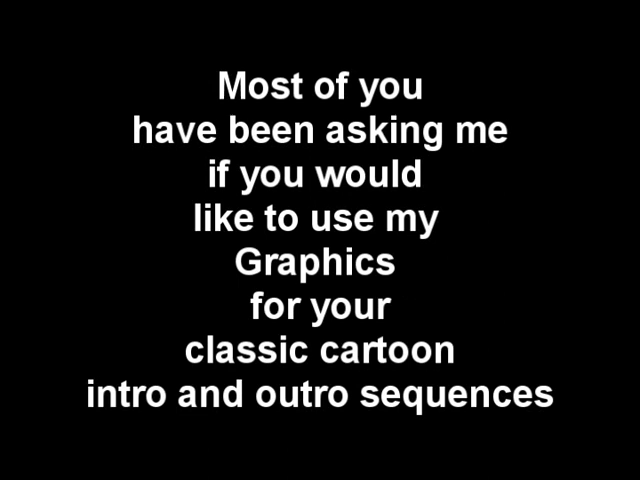 Most of you
have been asking me
if you would
like to use my
Graphics
for your
classic cartoon
intro and outro sequences